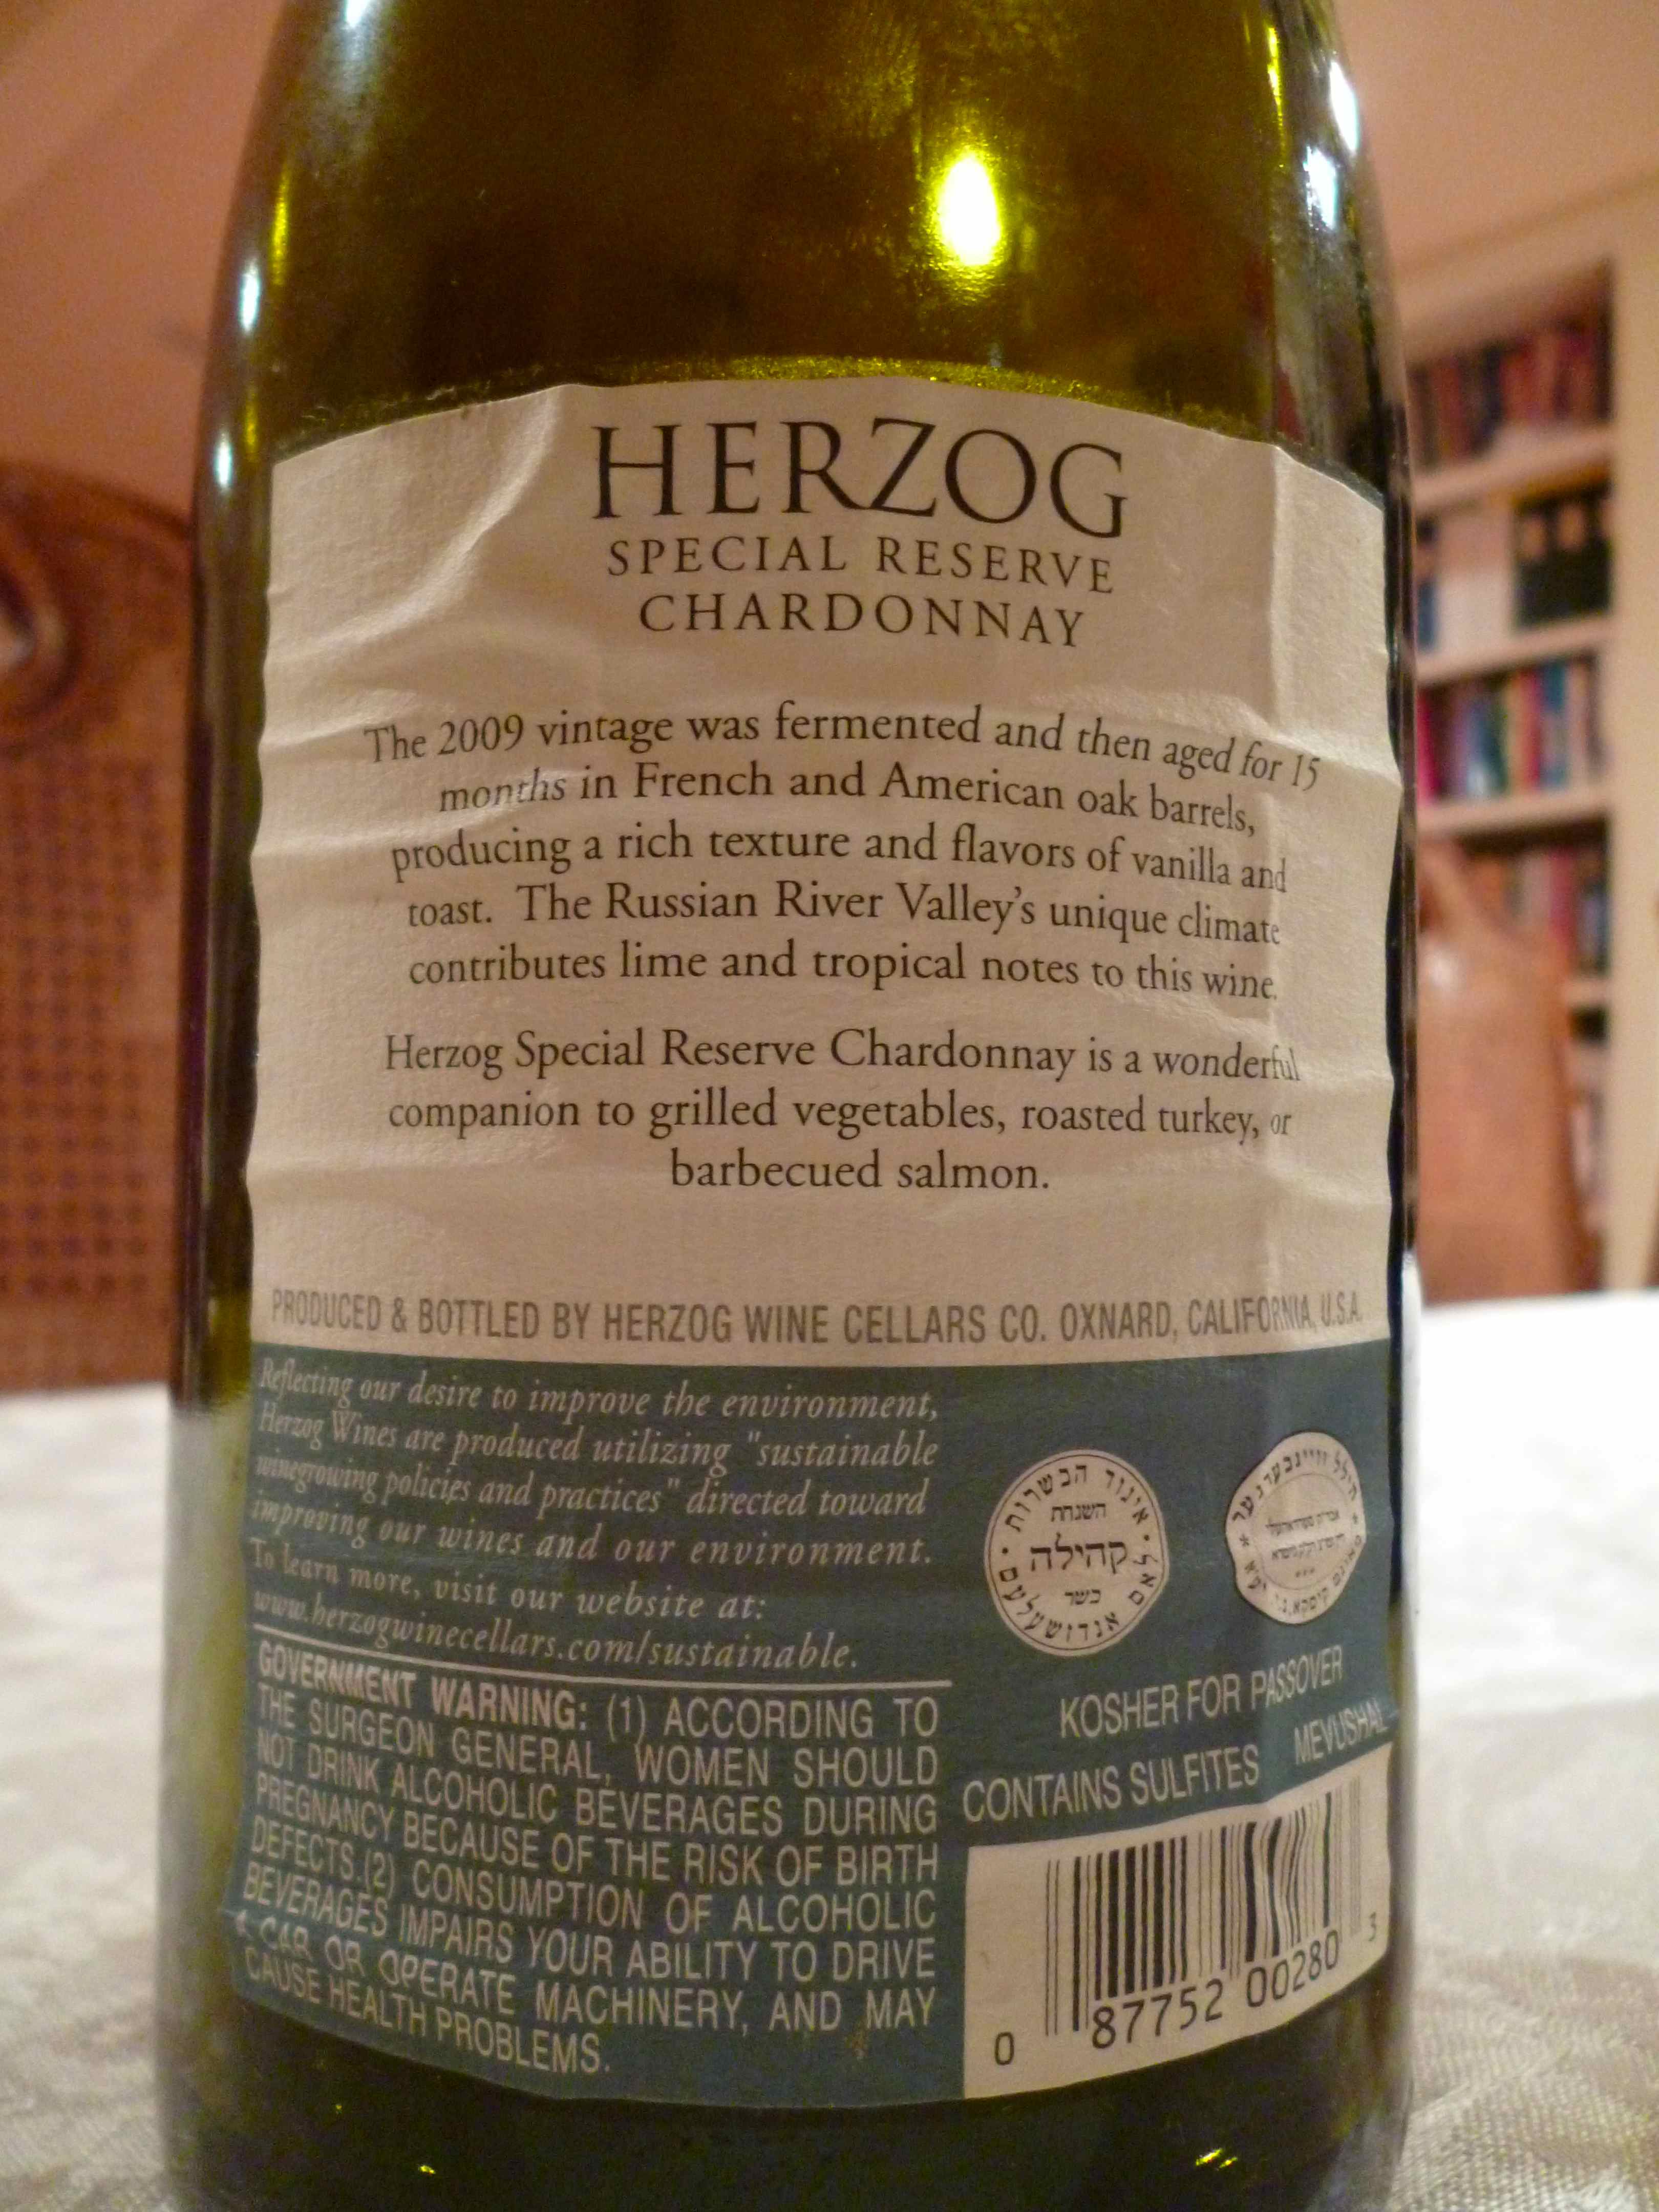 HERZOG
SPECIAL RESERVE
CHARDONNAY
The 2009 vintage was fermented and then aged for 15
months in French and American oak barrels,
producing a rich texture and flavors of vanilla and
toast. The Russian River Valley's unique climate
contributes lime and tropical notes to this wine.
Herzog Special Reserve Chardonnay is a wonderful
companion to grilled vegetables, roasted turkey, or
barbecued salmon.
PRODUCED & BOTTLED BY HERZOG WINE CELLARS CO. OXNARD, CALIFORNIA, U.S.A.
Reflecting our desire to improve the environment,
Herzog Wines are produced utilizing "sustainable
winegrowing policies and practices" directed toward
improving our wines and our environment.
To learn more, visit our website at:
www.herzogwinecellars.com/sustainable.
GOVERNMENT WARNING: (1) ACCORDING TO
THE SURGEON GENERAL, WOMEN SHOULD
NOT DRINK ALCOHOLIC BEVERAGES DURING
PREGNANCY BECAUSE OF THE RISK OF BIRTH
DEFECTS.(2) CONSUMPTION OF ALCOHOLIC
BEVERAGES IMPAIRS YOUR ABILITY TO DRIVE
A CAR OR OPERATE MACHINERY, AND MAY
CAUSE HEALTH PROBLEMS.
איגוד הכשרות
השגחת
קהילה
כשר
לאס אנדזשעלעס
הילל וויינבערגער
KOSHER FOR PASSOVER
MEVUSHAL
CONTAINS SULFITES
0 87752 00280 3